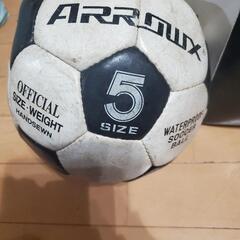 ARROWX
OFFICIAL
SIZE · WEIGHT
HANDSEWN
5
SIZE
WATERPROOF
SOCCER
BALL